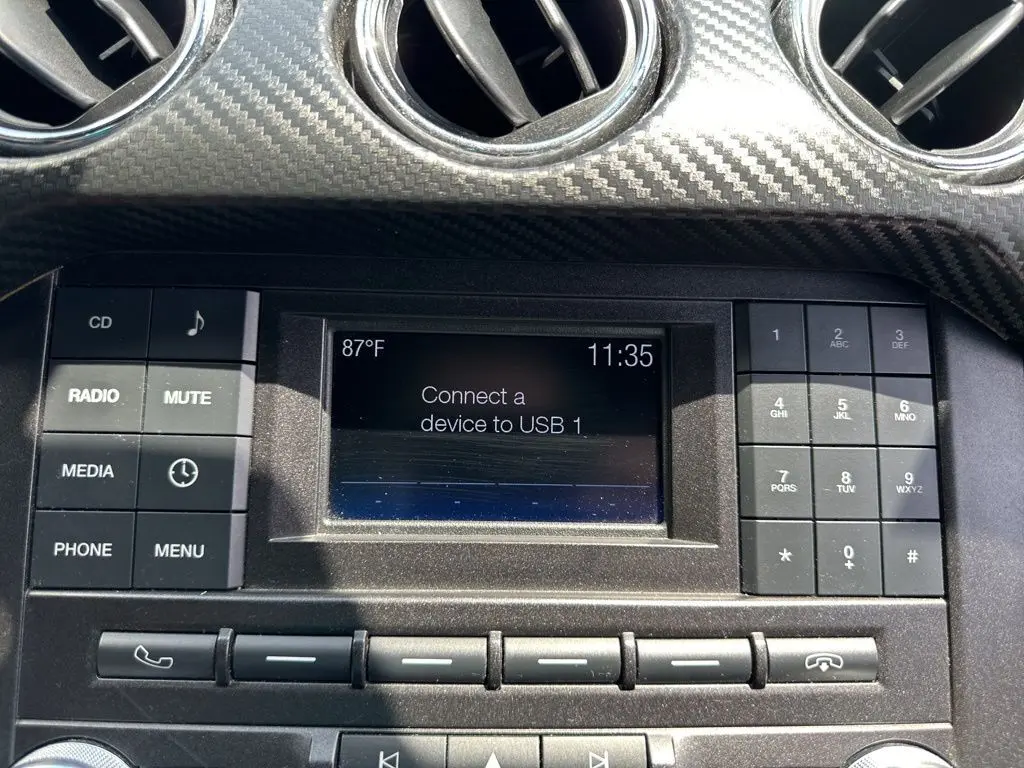 87°F
11:35
Connect a
device to USB 1
CD
RADIO
MUTE
MEDIA
PHONE
MENU
1
2
ABC
3
DEF
4
GHI
5
JKL
6
MNO
7
PQRS
8
TUV
9
WXYZ
*
0
+
#